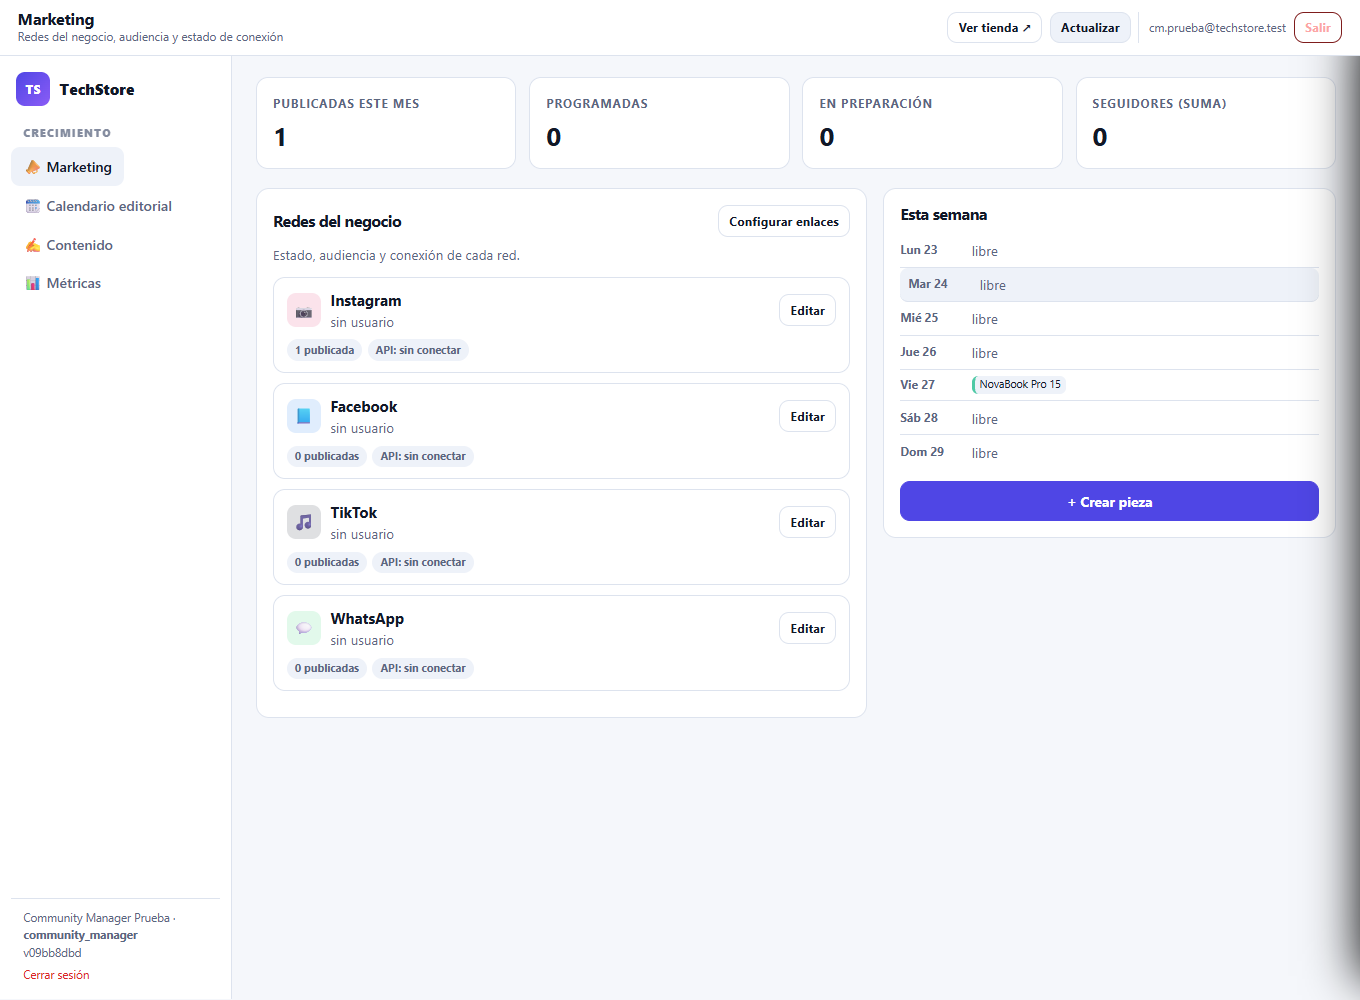 Marketing
Redes del negocio, audiencia y estado de conexión
Ver tienda ↗
Actualizar
cm.prueba@techstore.test
Salir
TS
TechStore
CRECIMIENTO
Marketing
Calendario editorial
Contenido
Métricas
Community Manager Prueba ·
community_manager
v09bb8dbd
Cerrar sesión
PUBLICADAS ESTE MES
1
PROGRAMADAS
0
EN PREPARACIÓN
0
SEGUIDORES (SUMA)
0
Redes del negocio
Configurar enlaces
Estado, audiencia y conexión de cada red.
Instagram
sin usuario
Editar
1 publicada
API: sin conectar
Facebook
sin usuario
Editar
0 publicadas
API: sin conectar
TikTok
sin usuario
Editar
0 publicadas
API: sin conectar
WhatsApp
sin usuario
Editar
0 publicadas
API: sin conectar
Esta semana
Lun 23 libre
Mar 24 libre
Mié 25 libre
Jue 26 libre
Vie 27 NovaBook Pro 15
Sáb 28 libre
Dom 29 libre
+ Crear pieza